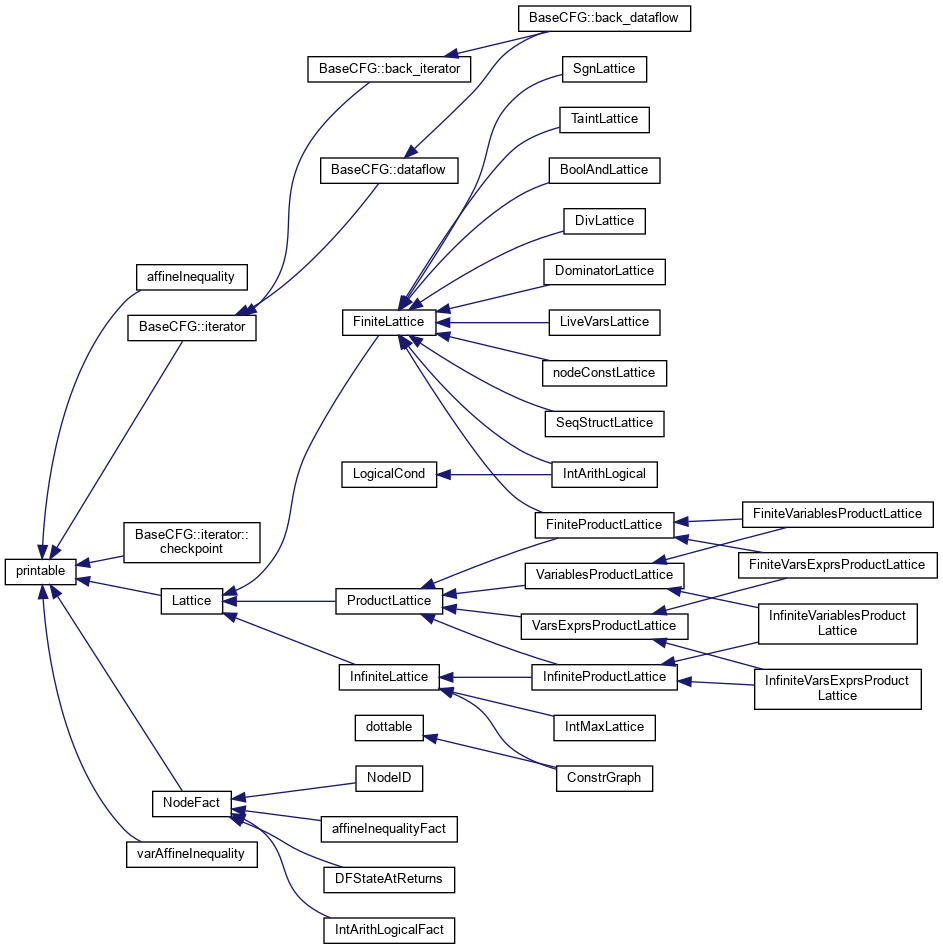 BaseCFG::back_dataflow
BaseCFG::back_iterator
SgnLattice
TaintLattice
BaseCFG::dataflow
BoolAndLattice
DivLattice
affineInequality
DominatorLattice
BaseCFG::iterator
FiniteLattice
LiveVarsLattice
nodeConstLattice
SeqStructLattice
LogicalCond
IntArithLogical
FiniteVariablesProductLattice
FiniteProductLattice
BaseCFG::iterator::
checkpoint
printable
VariablesProductLattice
FiniteVarsExprsProductLattice
Lattice
ProductLattice
InfiniteVariablesProduct
Lattice
VarsExprsProductLattice
InfiniteLattice
InfiniteProductLattice
InfiniteVarsExprsProduct
Lattice
dottable
IntMaxLattice
NodeID
ConstrGraph
NodeFact
affineInequalityFact
varAffineInequality
DFStateAtReturns
IntArithLogicalFact